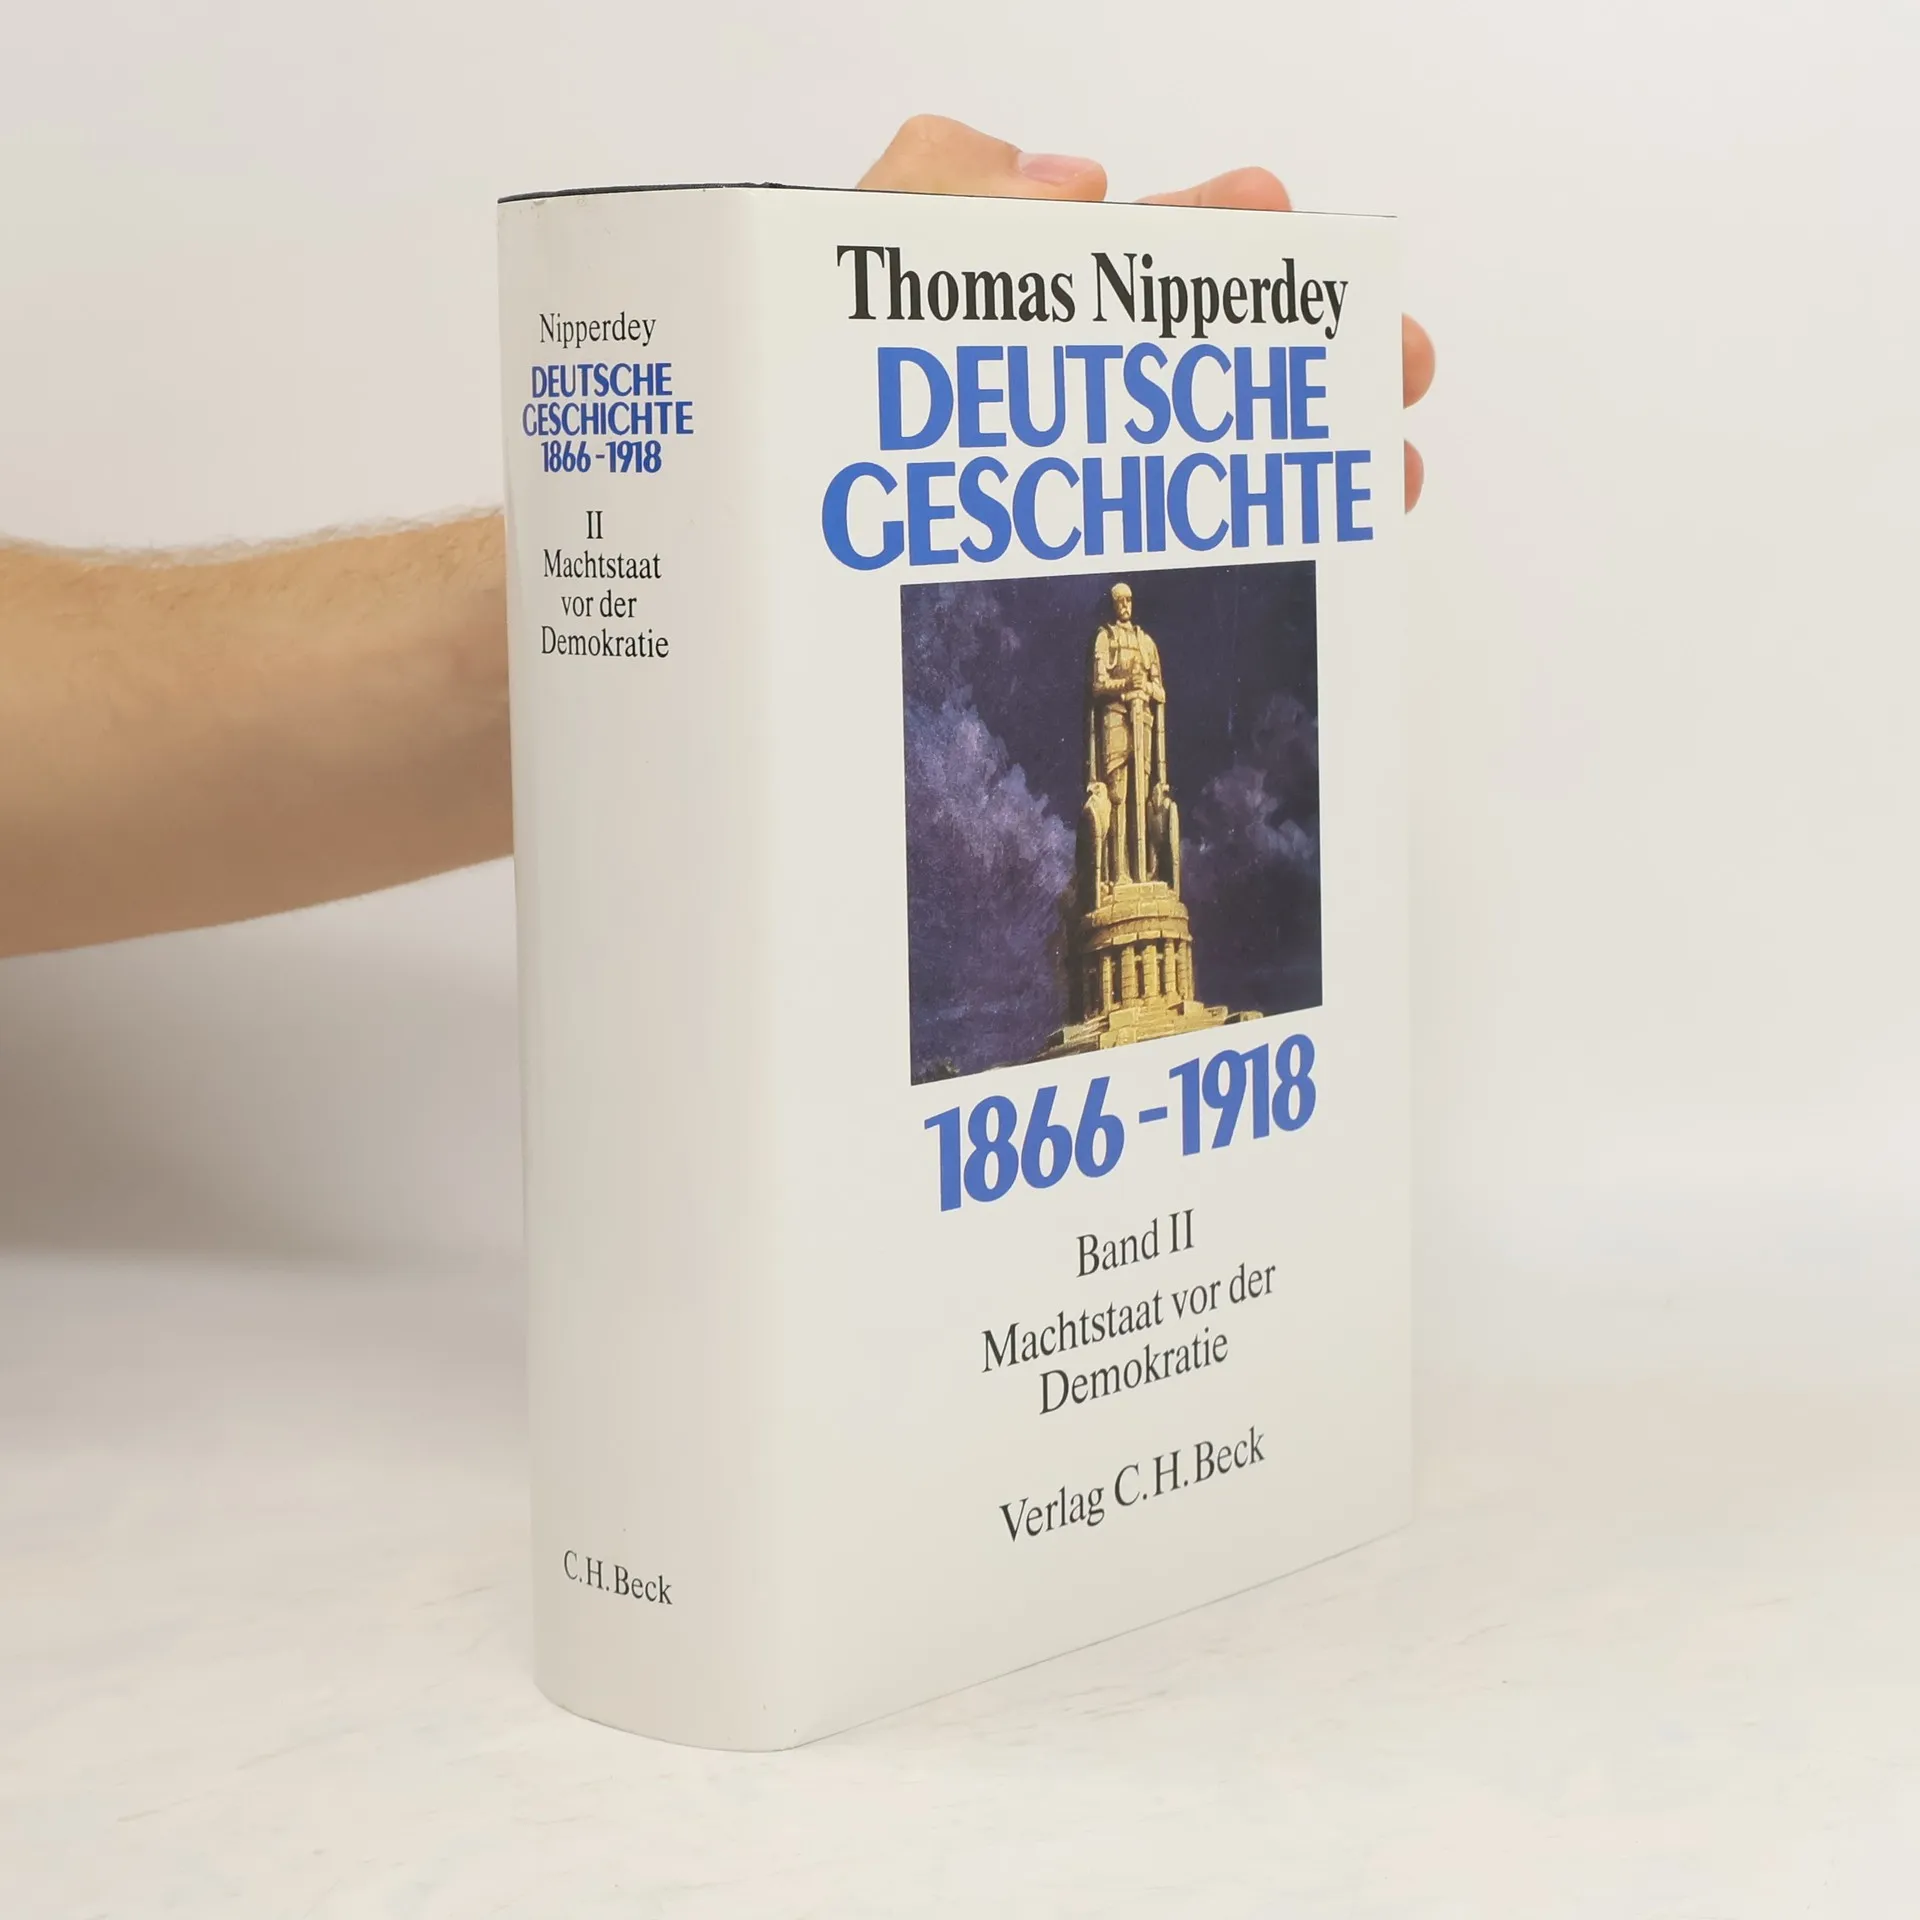 Nipperdey
DEUTSCHE
GESCHICHTE
1866-1918
II
Machtstaat
vor der
Demokratie
C.H.Beck
Thomas Nipperdey
DEUTSCHE
GESCHICHTE
1866-1918
Band II
Machtstaat vor der
Demokratie
Verlag C.H.Beck